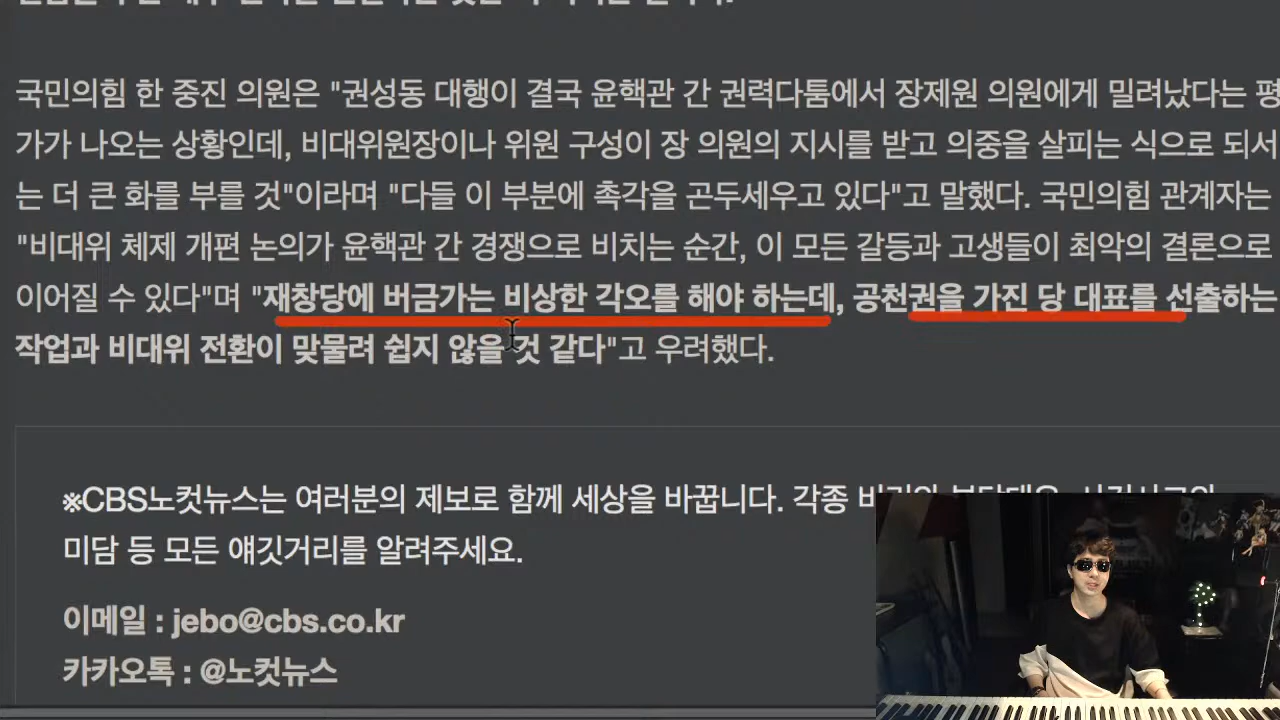 국민의힘 한 중진 의원은 "권성동 대행이 결국 윤핵관 간 권력다툼에서 장제원 의원에게 밀려났다는 평
가가 나오는 상황인데, 비대위원장이나 위원 구성이 장 의원의 지시를 받고 의중을 살피는 식으로 되서
는 더 큰 화를 부를 것"이라며 "다들 이 부분에 촉각을 곤두세우고 있다"고 말했다. 국민의힘 관계자는
"비대위 체제 개편 논의가 윤핵관 간 경쟁으로 비치는 순간, 이 모든 갈등과 고생들이 최악의 결론으로
이어질 수 있다"며 "재창당에 버금가는 비상한 각오를 해야 하는데, 공천권을 가진 당 대표를 선출하는
작업과 비대위 전환이 맞물려 쉽지 않을 것 같다"고 우려했다.
※CBS노컷뉴스는 여러분의 제보로 함께 세상을 바꿉니다. 각종
미담 등 모든 얘깃거리를 알려주세요.
이메일 : jebo@cbs.co.kr
카카오톡 : @노컷뉴스